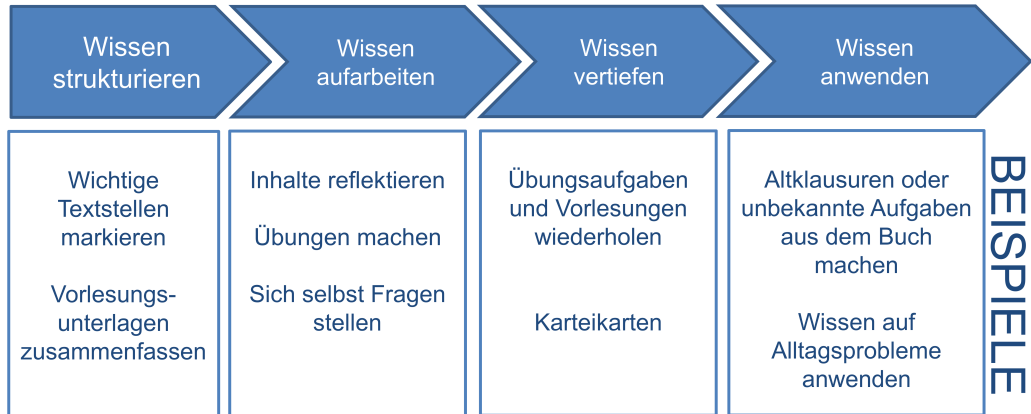 Wissen
strukturieren
Wissen
aufarbeiten
Wissen
vertiefen
Wissen
anwenden
Wichtige
Textstellen
markieren
Vorlesungs-
unterlagen
zusammenfassen
Inhalte reflektieren
Übungen machen
Sich selbst Fragen
stellen
Übungsaufgaben
und Vorlesungen
wiederholen
Karteikarten
Altklausuren oder
unbekannte Aufgaben
aus dem Buch
machen
Wissen auf
Alltagsprobleme
anwenden
BEISPIELE